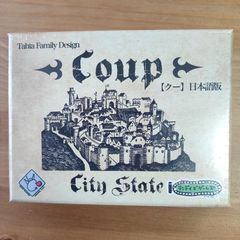 Tahta Family Design
Coup
【クー】日本語版
City State